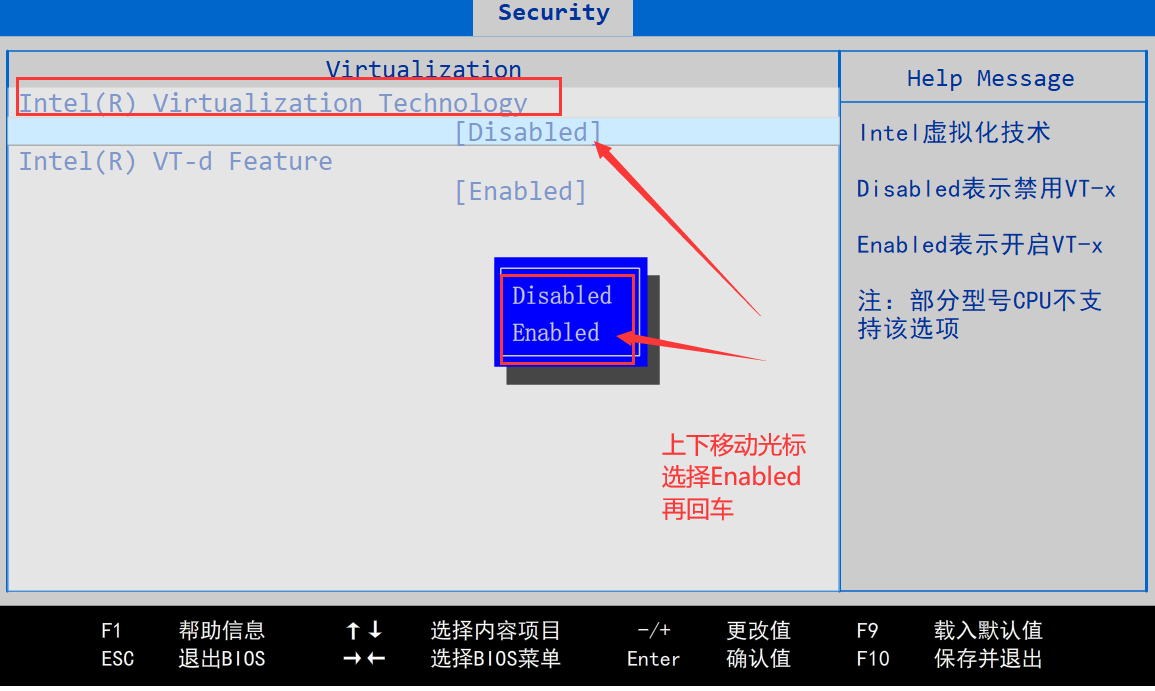 Security
Virtualization
Intel(R) Virtualization Technology
[Disabled]
Intel(R) VT-d Feature
[Enabled]
Disabled
Enabled
上下移动光标
选择Enabled
再回车
Help Message
Intel虚拟化技术
Disabled表示禁用VT-x
Enabled表示开启VT-x
注：部分型号CPU不支
持该选项
F1 帮助信息 ↑↓ 选择内容项目 -/+ 更改值 F9 载入默认值
ESC 退出BIOS →← 选择BIOS菜单 Enter 确认值 F10 保存并退出